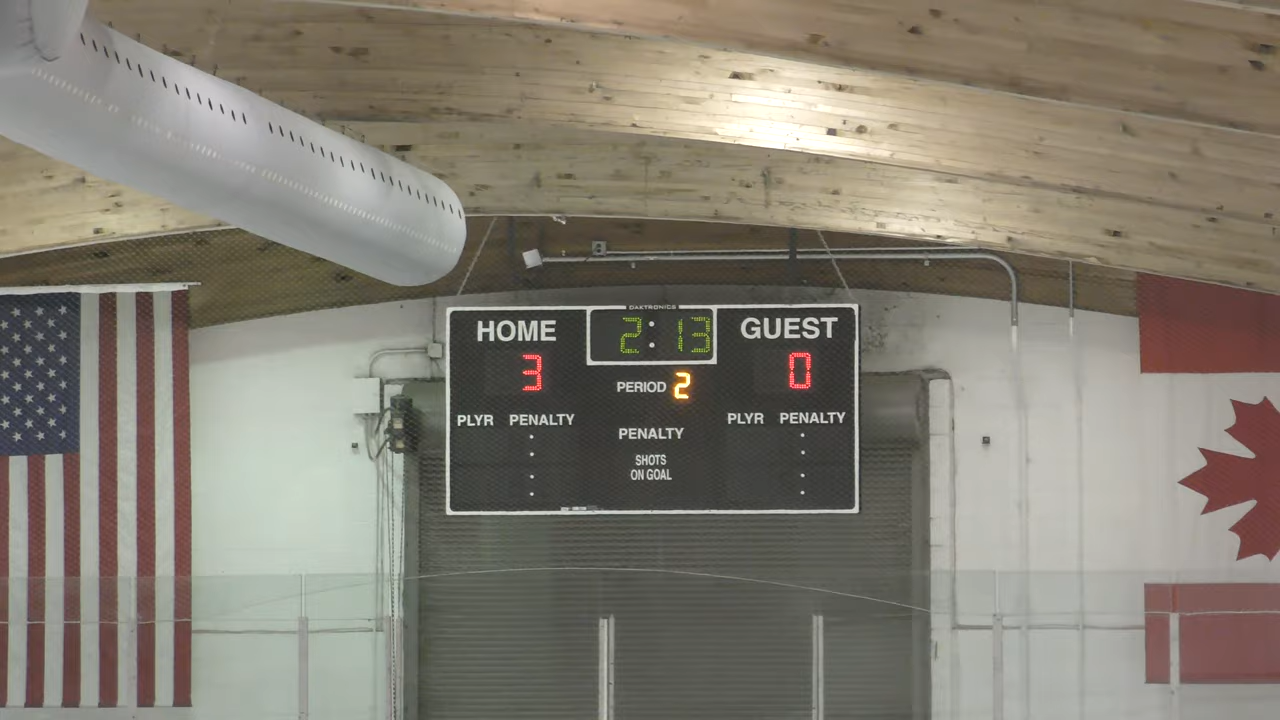 DAKTRONICS
HOME 2:13 GUEST
3 PERIOD 2 0
PLYR PENALTY PENALTY PLYR PENALTY
SHOTS
ON GOAL